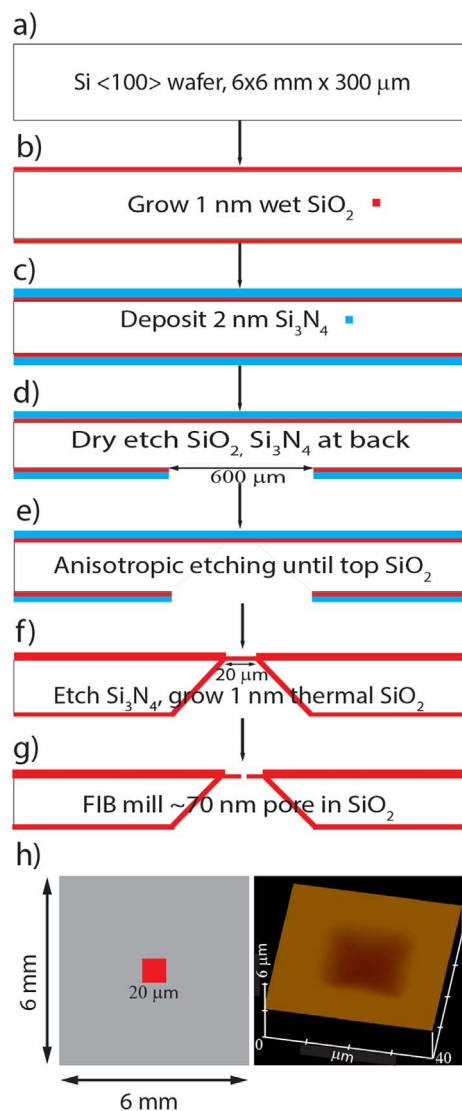 a)
Si <100> wafer, 6x6 mm x 300 μm
b)
Grow 1 nm wet SiO₂
c)
Deposit 2 nm Si₃N₄
d)
Dry etch SiO₂, Si₃N₄ at back
600 μm
e)
Anisotropic etching until top SiO₂
f)
20 μm
Etch Si₃N₄, grow 1 nm thermal SiO₂
g)
FIB mill ~70 nm pore in SiO₂
h)
6 mm
20 μm
6 mm
6 μm
0
μm
40